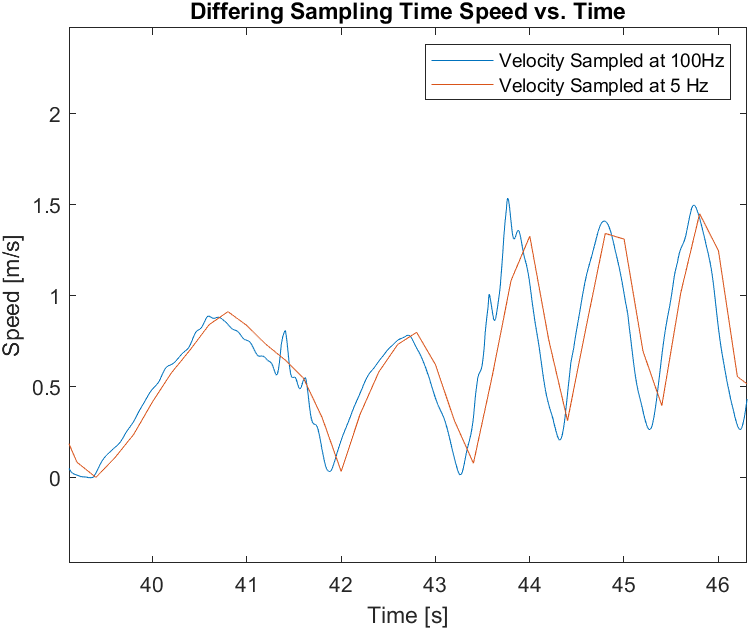 Differing Sampling Time Speed vs. Time
Velocity Sampled at 100Hz
Velocity Sampled at 5 Hz
Speed [m/s]
2
1.5
1
0.5
0
40 41 42 43 44 45 46
Time [s]